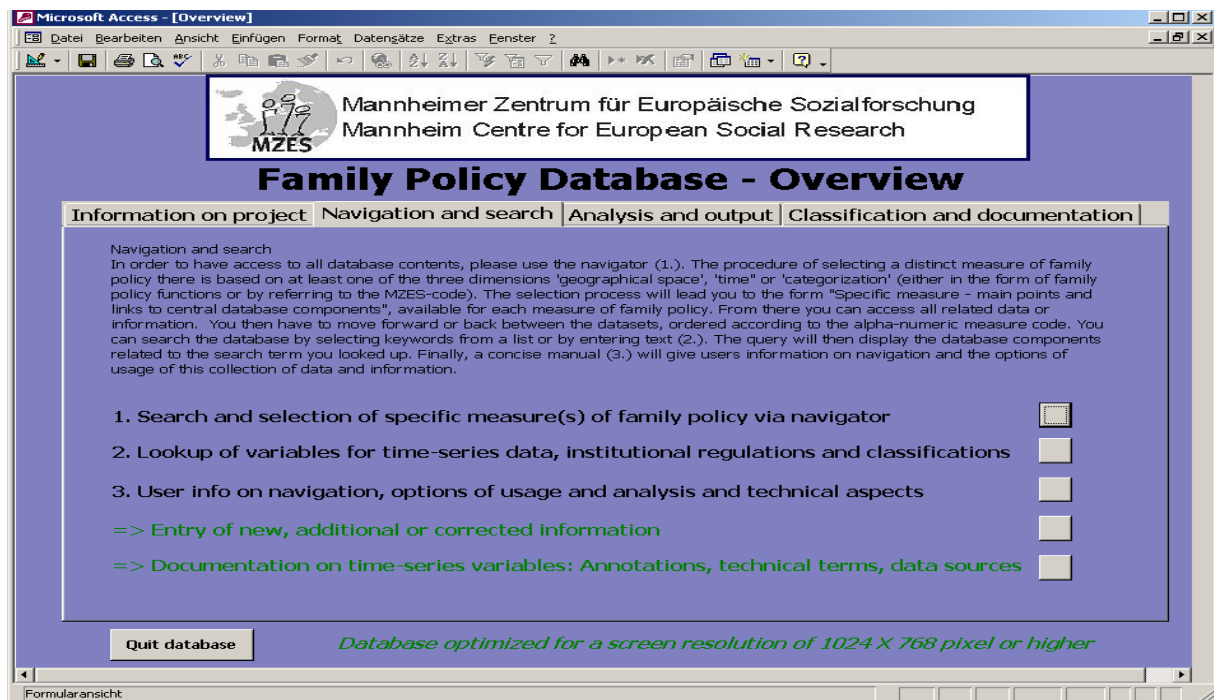 Microsoft Access - [Overview]
Datei Bearbeiten Ansicht Einfügen Format Datensätze Extras Fenster ?
Mannheimer Zentrum für Europäische Sozialforschung
Mannheim Centre for European Social Research
MZES
Family Policy Database - Overview
Information on project Navigation and search Analysis and output Classification and documentation
Navigation and search
In order to have access to all database contents, please use the navigator (1.). The procedure of selecting a distinct measure of family
policy there is based on at least one of the three dimensions 'geographical space', 'time" or 'categorization' (either in the form of family
policy functions or by referring to the MZES-code). The selection process will lead you to the form "Specific measure - main points and
links to central database components", available for each measure of family policy. From there you can access all related data or
information. You then have to move forward or back between the datasets, ordered according to the alpha-numeric measure code. You
can search the database by selecting keywords from a list or by entering text (2.). The query will then display the database components
related to the search term you looked up. Finally, a concise manual (3.) will give users information on navigation and the options of
usage of this collection of data and information.
1. Search and selection of specific measure(s) of family policy via navigator
2. Lookup of variables for time-series data, institutional regulations and classifications
3. User info on navigation, options of usage and analysis and technical aspects
=> Entry of new, additional or corrected information
=> Documentation on time-series variables: Annotations, technical terms, data sources
Quit database
Database optimized for a screen resolution of 1024 X 768 pixel or higher
Formularansicht